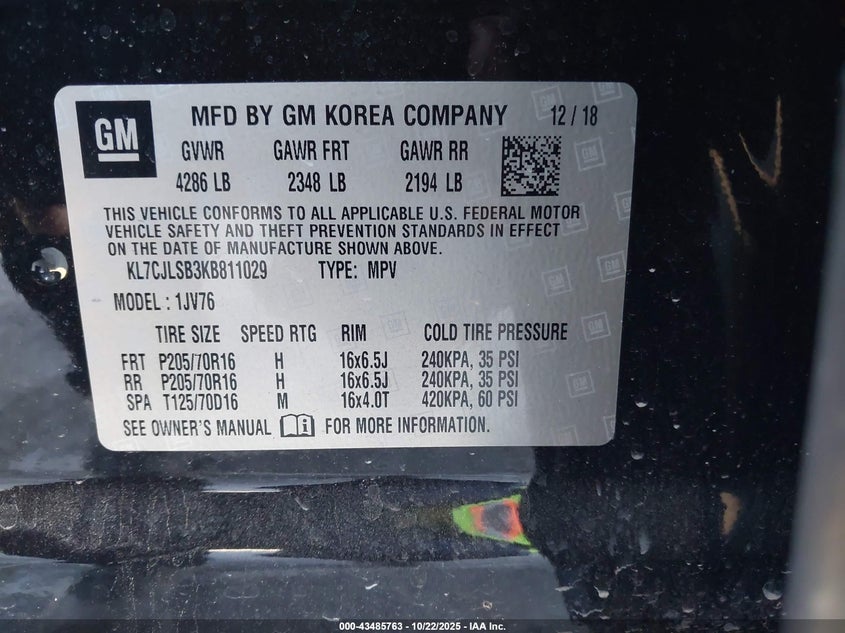 GM MFD BY GM KOREA COMPANY 12 / 18
GVWR GAWR FRT GAWR RR
4286 LB 2348 LB 2194 LB
THIS VEHICLE CONFORMS TO ALL APPLICABLE U.S. FEDERAL MOTOR
VEHICLE SAFETY AND THEFT PREVENTION STANDARDS IN EFFECT
ON THE DATE OF MANUFACTURE SHOWN ABOVE.
KL7CJLSB3KB811029 TYPE: MPV
MODEL : 1JV76
TIRE SIZE SPEED RTG RIM COLD TIRE PRESSURE
FRT P205/70R16 H 16x6.5J 240KPA, 35 PSI
RR P205/70R16 H 16x6.5J 240KPA, 35 PSI
SPA T125/70D16 M 16x4.0T 420KPA, 60 PSI
SEE OWNER'S MANUAL FOR MORE INFORMATION.
000-43485763 - 10/22/2025 - IAA Inc.